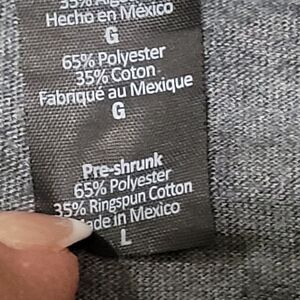 35%
Hecho en México
G
65% Polyester
35% Coton
Fabriqué au Mexique
G
Pre-shrunk
65% Polyester
35% Ringspun Cotton
in Mexico
L